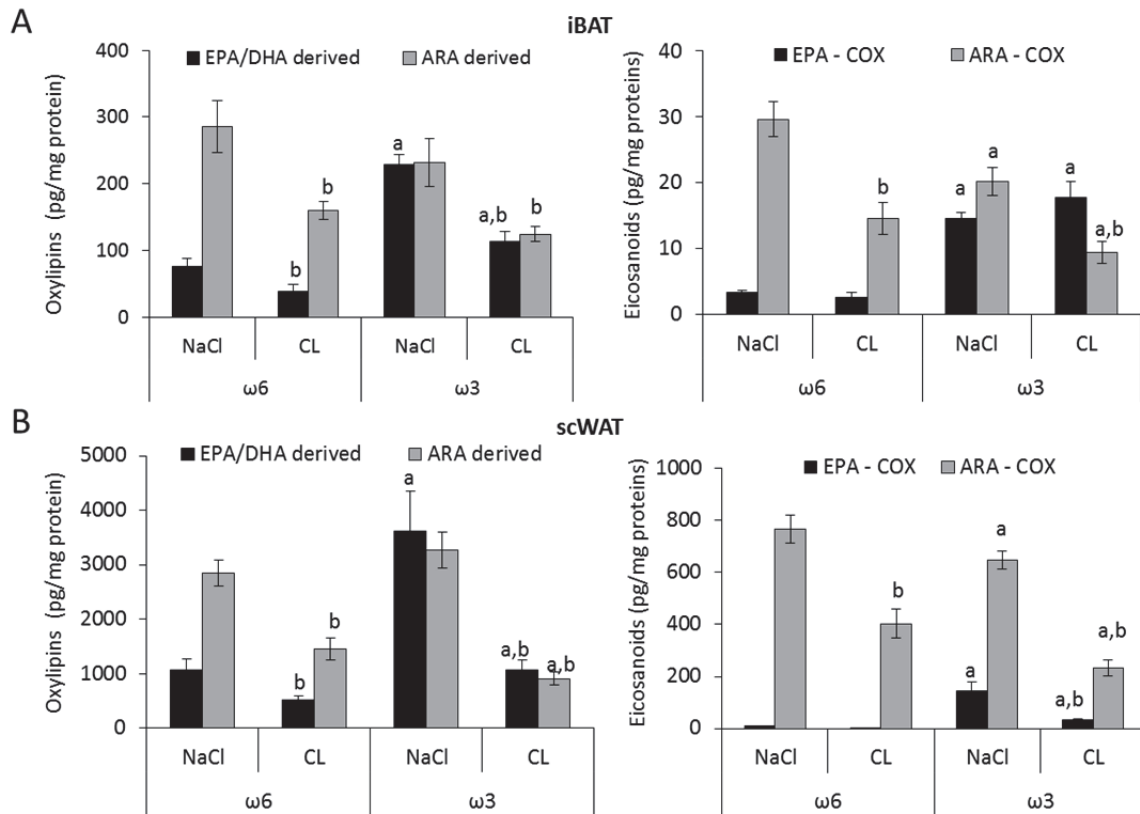 A
iBAT
EPA/DHA derived ARA derived
Oxylipins (pg/mg protein)
400
300
200
100
0
b
b
a
a,b
b
NaCl CL NaCl CL
ω6 ω3
EPA - COX ARA - COX
Eicosanoids (pg/mg proteins)
40
30
20
10
0
b
a
a
a
a,b
NaCl CL NaCl CL
ω6 ω3
B
scWAT
EPA/DHA derived ARA derived
Oxylipins (pg/mg protein)
5000
4000
3000
2000
1000
0
b
b
a
a,b
a,b
NaCl CL NaCl CL
ω6 ω3
EPA - COX ARA - COX
Eicosanoids (pg/mg proteins)
1000
800
600
400
200
0
b
a
a
a,b
a,b
NaCl CL NaCl CL
ω6 ω3